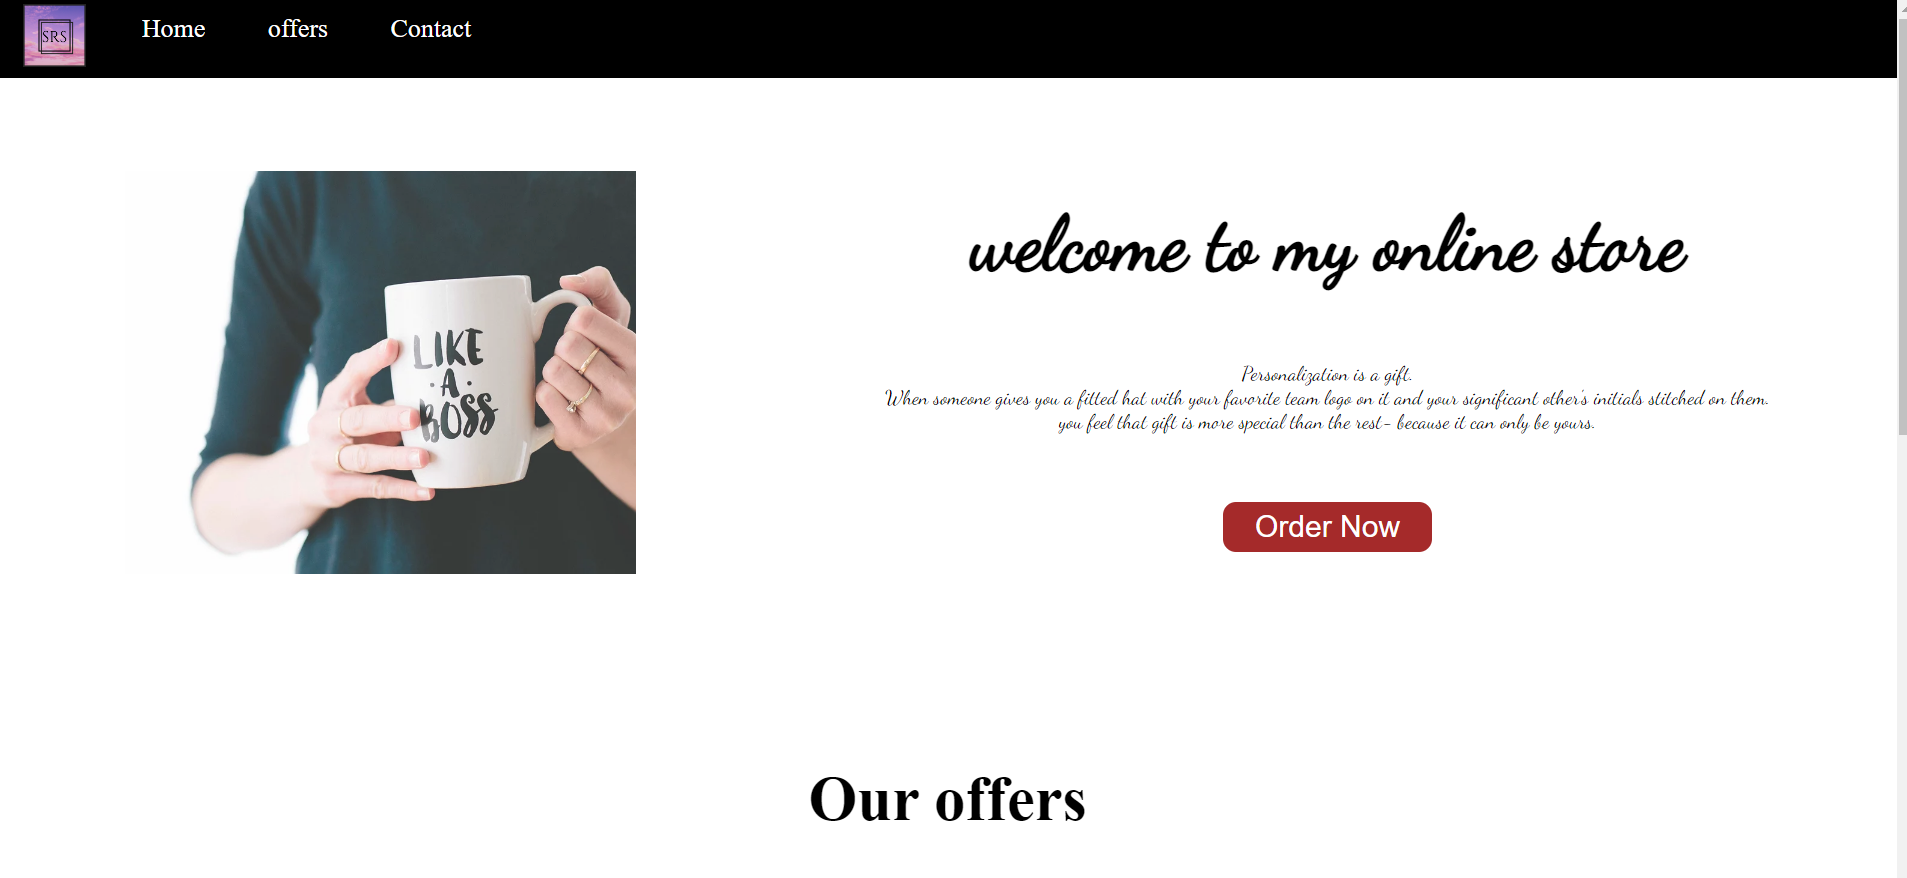 SRS
Home offers Contact
LIKE
·A·
BOSS
welcome to my online store
Personalization is a gift.
When someone gives you a fitted hat with your favorite team logo on it and your significant other's initials stitched on them.
you feel that gift is more special than the rest- because it can only be yours.
Order Now
Our offers